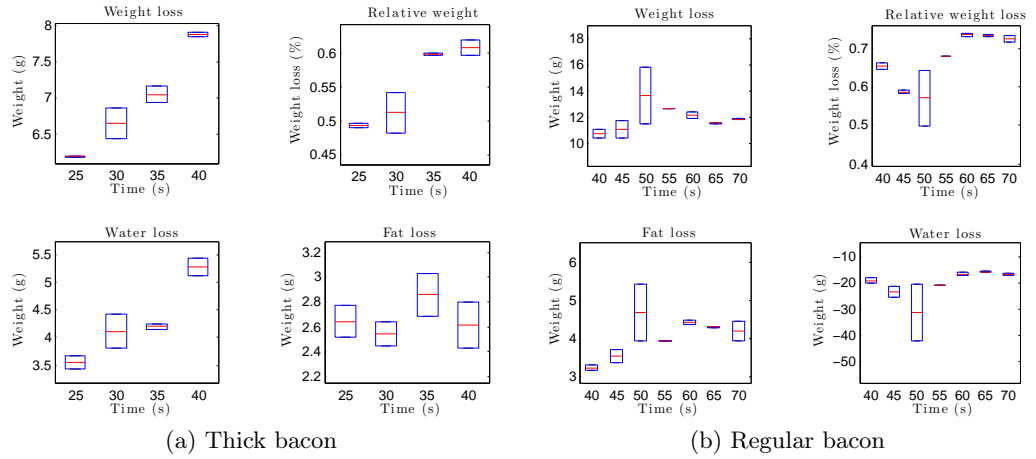 Weight loss
Weight (g)
8
7.5
7
6.5
25 30 35 40
Time (s)
Relative weight
Weight loss (%)
0.6
0.55
0.5
0.45
25 30 35 40
Time (s)
Water loss
Weight (g)
5.5
5
4.5
4
3.5
25 30 35 40
Time (s)
Fat loss
Weight (g)
3.2
3
2.8
2.6
2.4
2.2
25 30 35 40
Time (s)
(a) Thick bacon
Weight loss
Weight (g)
18
16
14
12
10
40 45 50 55 60 65 70
Time (s)
Relative weight loss
Weight loss (%)
0.7
0.6
0.5
0.4
40 45 50 55 60 65 70
Time (s)
Fat loss
Weight (g)
6
5
4
3
40 45 50 55 60 65 70
Time (s)
Water loss
Weight (g)
−10
−20
−30
−40
−50
40 45 50 55 60 65 70
Time (s)
(b) Regular bacon